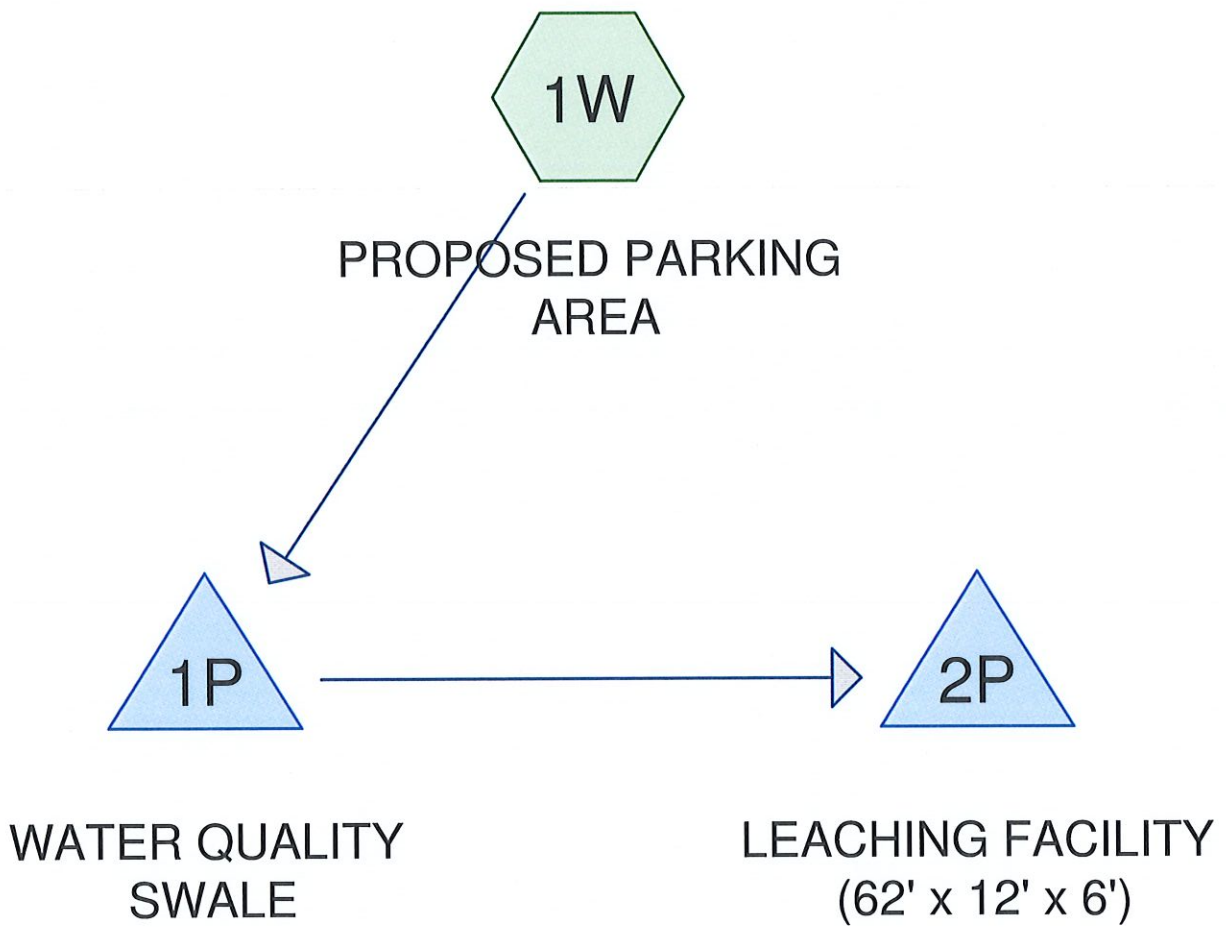 1W
PROPOSED PARKING
AREA
1P
2P
WATER QUALITY
SWALE
LEACHING FACILITY
(62' x 12' x 6')